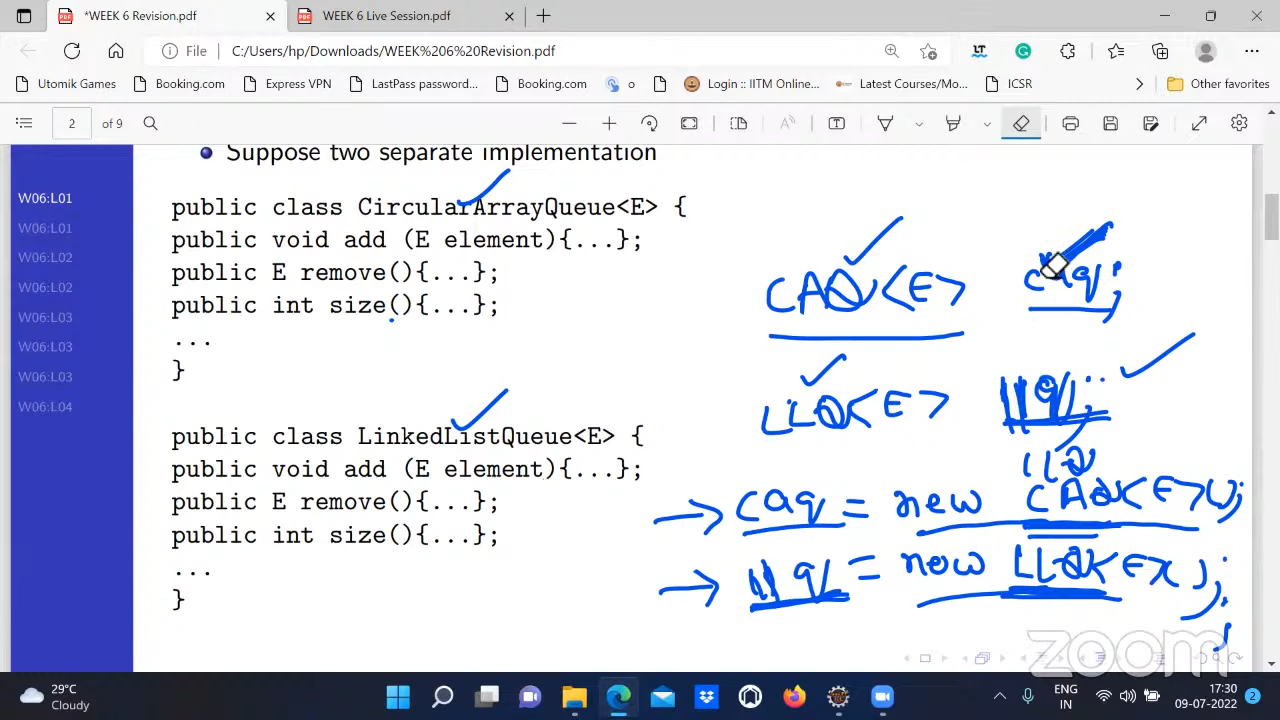 *WEEK 6 Revision.pdf
WEEK 6 Live Session.pdf
File
C:/Users/hp/Downloads/WEEK%206%20Revision.pdf
Utomik Games
Booking.com
Express VPN
LastPass password...
Booking.com
o
Login :: IITM Online...
Latest Courses/Mo...
ICSR
Other favorites
2 of 9
W06:L01
W06:L01
W06:L02
W06:L02
W06:L03
W06:L03
W06:L03
W06:L04
Suppose two separate implementation
public class CircularArrayQueue<E> {
public void add (E element){...};
public E remove(){...};
public int size(){...};
...
}
public class LinkedListQueue<E> {
public void add (E element){...};
public E remove(){...};
public int size(){...};
...
}
CAQ<E> caq;
LLQ<E> llq;
llQ
caq = new CAQ<E>();
llq = new LLQ<E>();
zoom
29°C
Cloudy
ENG
IN
17:30
09-07-2022
2